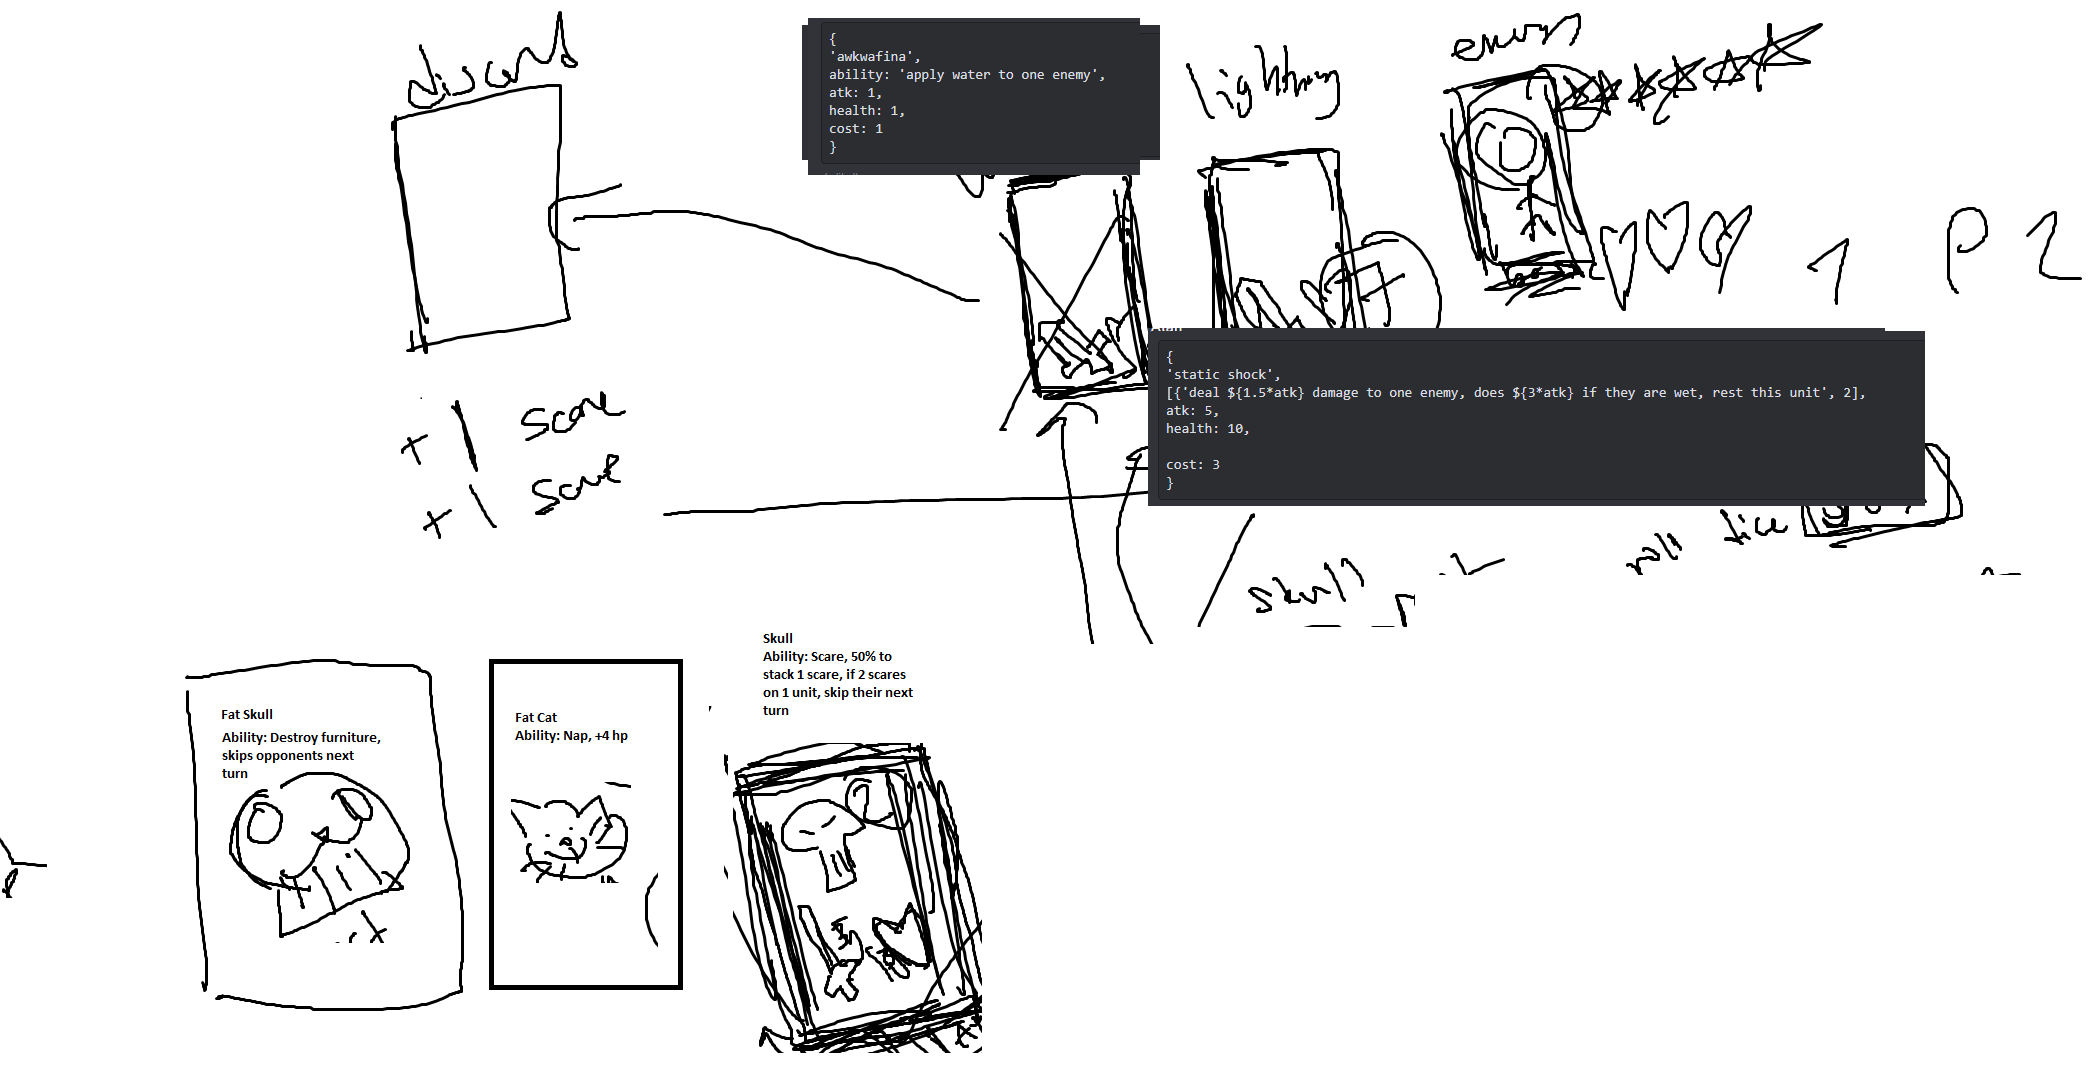 discard
{
'awkwafina',
ability: 'apply water to one enemy',
atk: 1,
health: 1,
cost: 1
}
lightning
enemy
1
P 2
{
'static shock',
[{'deal ${1.5*atk} damage to one enemy, does ${3*atk} if they are wet, rest this unit', 2],
atk: 5,
health: 10,
cost: 3
}
+1 scare
+1 scare
roll dice
skull
Skull
Ability: Scare, 50% to
stack 1 scare, if 2 scares
on 1 unit, skip their next
turn
Fat Skull
Ability: Destroy furniture,
skips opponents next
turn
Fat Cat
Ability: Nap, +4 hp